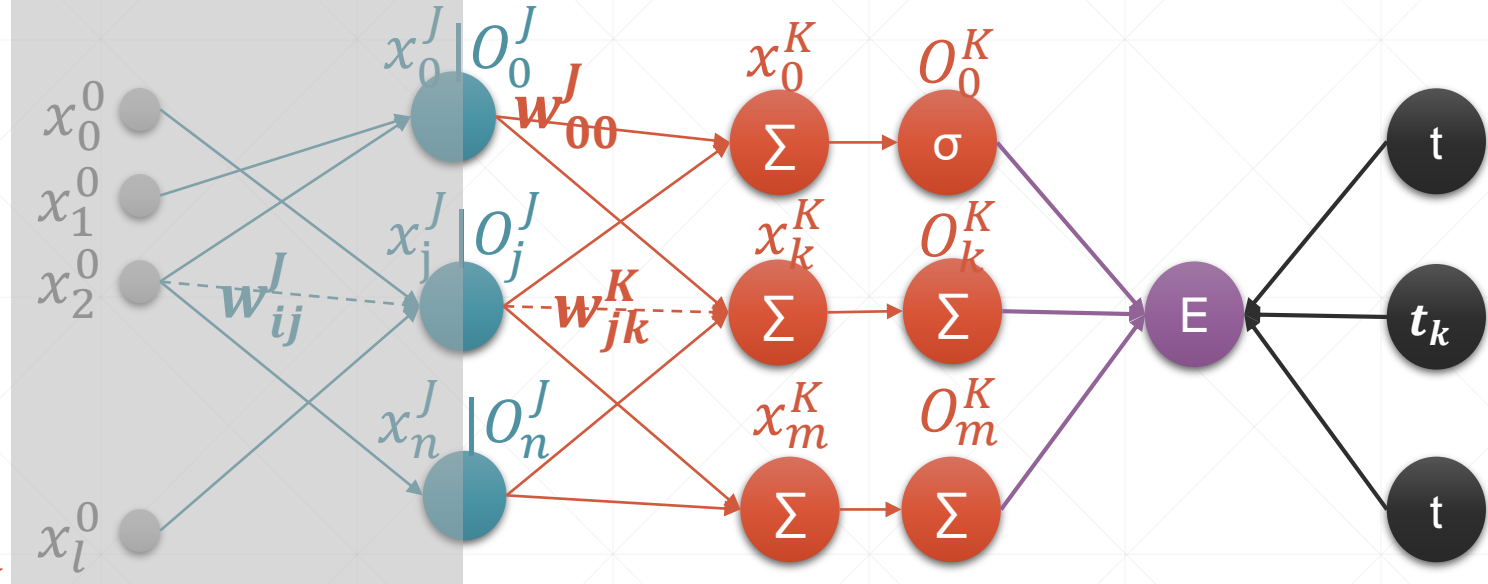 x_0^0
x_1^0
x_2^0
x_l^0
w_ij^J
x_0^J|O_0^J
x_j^J|O_j^J
x_n^J|O_n^J
w_00^J
w_jk^K
x_0^K
∑
x_k^K
∑
x_m^K
∑
O_0^K
σ
O_k^K
∑
O_m^K
∑
E
t
t_k
t